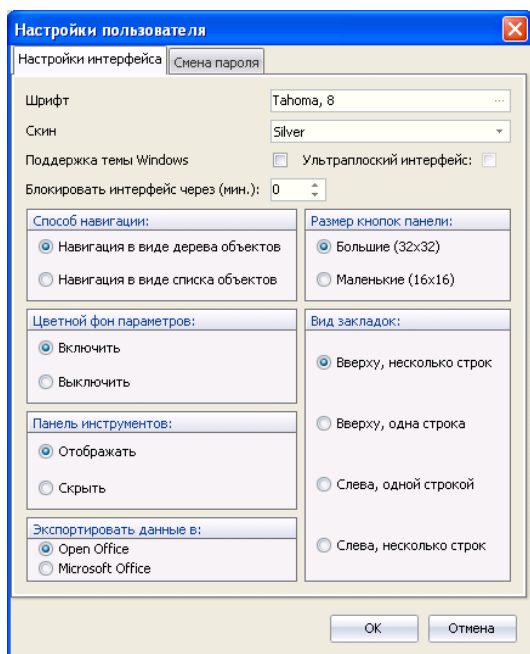 Настройки пользователя
Настройки интерфейса Смена пароля
Шрифт Tahoma, 8 ...
Скин Silver
Поддержка темы Windows Ультраплоский интерфейс:
Блокировать интерфейс через (мин.): 0
Способ навигации: Размер кнопок панели:
Навигация в виде дерева объектов Большие (32x32)
Навигация в виде списка объектов Маленькие (16x16)
Цветной фон параметров: Вид закладок:
Включить
Вверху, несколько строк
Выключить
Панель инструментов: Вверху, одна строка
Отображать
Скрыть Слева, одной строкой
Экспортировать данные в:
Open Office Слева, несколько строк
Microsoft Office
OK Отмена